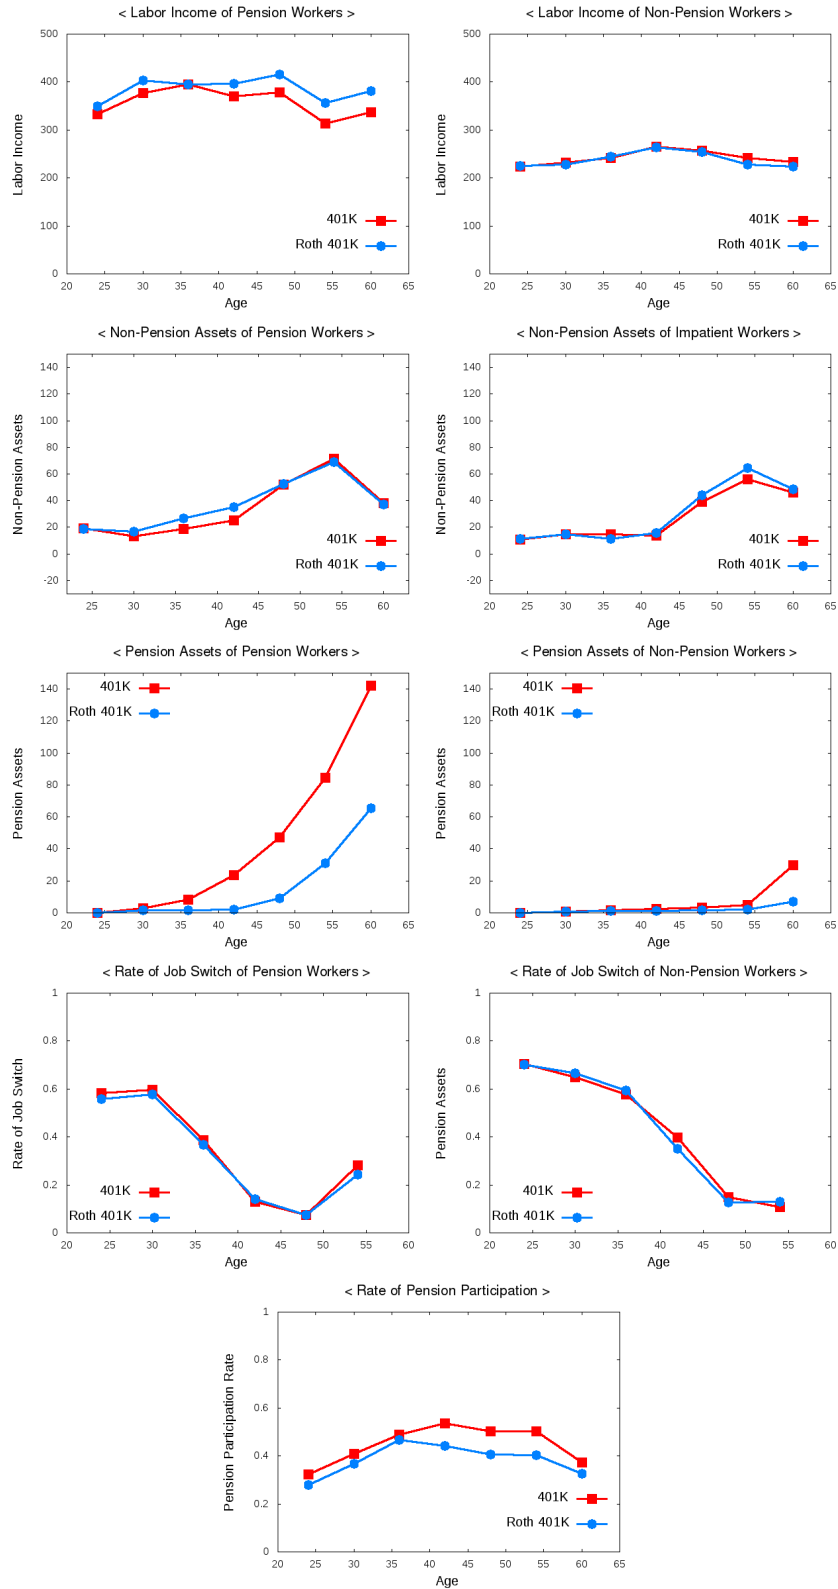 < Labor Income of Pension Workers >
500
400
300
200
100
0
20 25 30 35 40 45 50 55 60 65
Labor Income
Age
401K
Roth 401K
< Labor Income of Non-Pension Workers >
500
400
300
200
100
0
20 25 30 35 40 45 50 55 60 65
Labor Income
Age
401K
Roth 401K
< Non-Pension Assets of Pension Workers >
140
120
100
80
60
40
20
0
-20
25 30 35 40 45 50 55 60
Non-Pension Assets
Age
401K
Roth 401K
< Non-Pension Assets of Impatient Workers >
140
120
100
80
60
40
20
0
-20
20 25 30 35 40 45 50 55 60 65
Non-Pension Assets
Age
401K
Roth 401K
< Pension Assets of Pension Workers >
140
120
100
80
60
40
20
0
20 25 30 35 40 45 50 55 60 65
Pension Assets
Age
401K
Roth 401K
< Pension Assets of Non-Pension Workers >
140
120
100
80
60
40
20
0
20 25 30 35 40 45 50 55 60 65
Pension Assets
Age
401K
Roth 401K
< Rate of Job Switch of Pension Workers >
1
0.8
0.6
0.4
0.2
0
20 25 30 35 40 45 50 55 60
Rate of Job Switch
Age
401K
Roth 401K
< Rate of Job Switch of Non-Pension Workers >
1
0.8
0.6
0.4
0.2
0
20 25 30 35 40 45 50 55 60
Pension Assets
Age
401K
Roth 401K
< Rate of Pension Participation >
1
0.8
0.6
0.4
0.2
0
20 25 30 35 40 45 50 55 60 65
Pension Participation Rate
Age
401K
Roth 401K